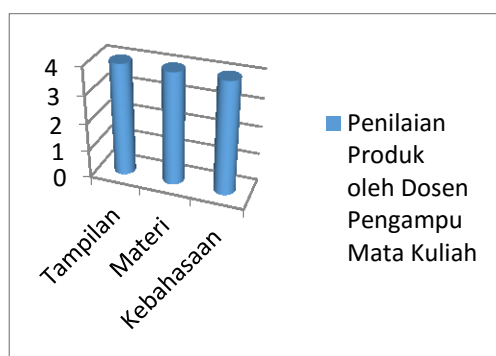 4
3
2
1
0
Tampilan
Materi
Kebahasaan
Penilaian
Produk
oleh Dosen
Pengampu
Mata Kuliah